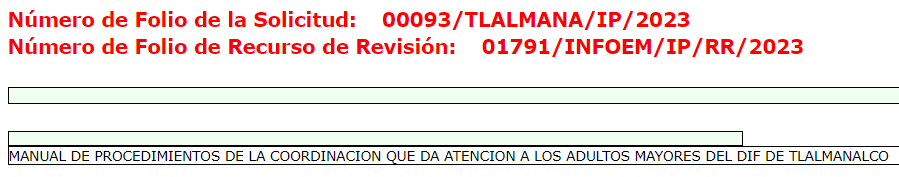 Número de Folio de la Solicitud: 00093/TLALMANA/IP/2023
Número de Folio de Recurso de Revisión: 01791/INFOEM/IP/RR/2023
MANUAL DE PROCEDIMIENTOS DE LA COORDINACION QUE DA ATENCION A LOS ADULTOS MAYORES DEL DIF DE TLALMANALCO